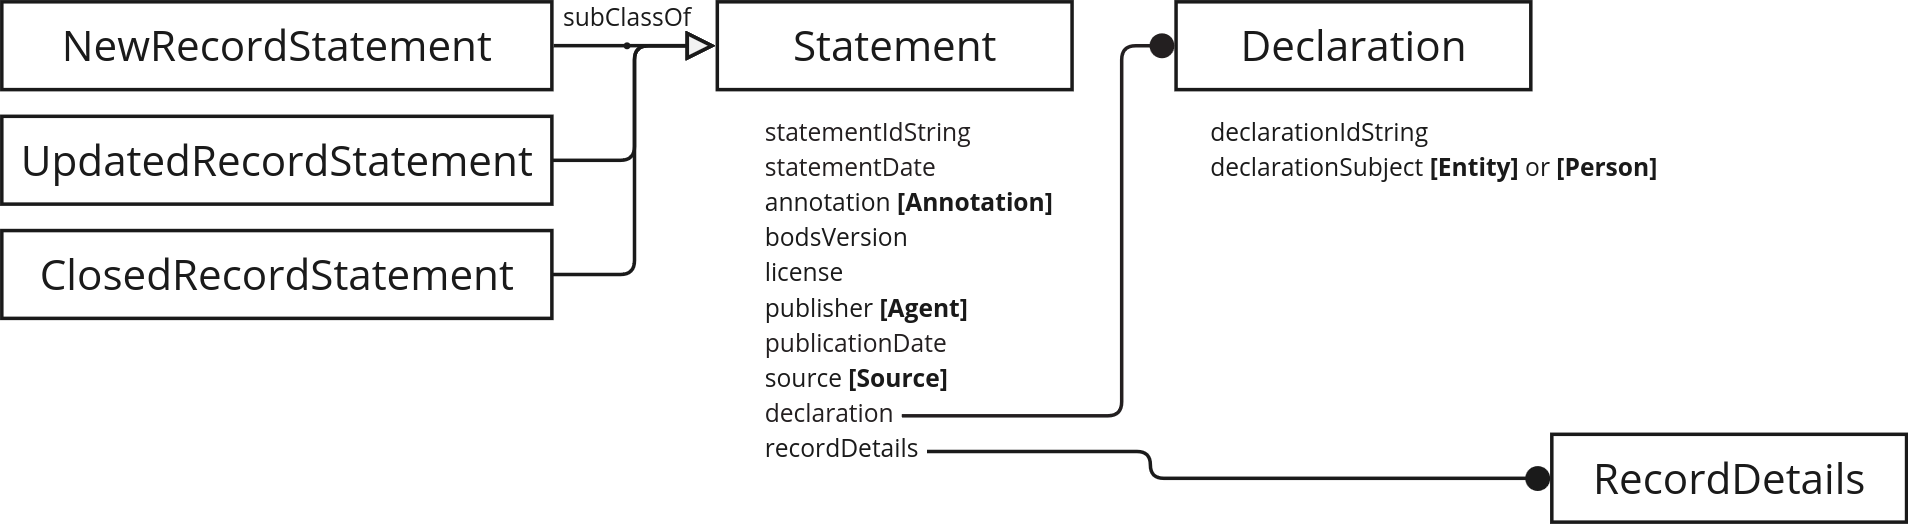 NewRecordStatement
subClassOf
Statement
Declaration
UpdatedRecordStatement
ClosedRecordStatement
statementIdString
statementDate
annotation [Annotation]
bodsVersion
license
publisher [Agent]
publicationDate
source [Source]
declaration
recordDetails
declarationIdString
declarationSubject [Entity] or [Person]
RecordDetails